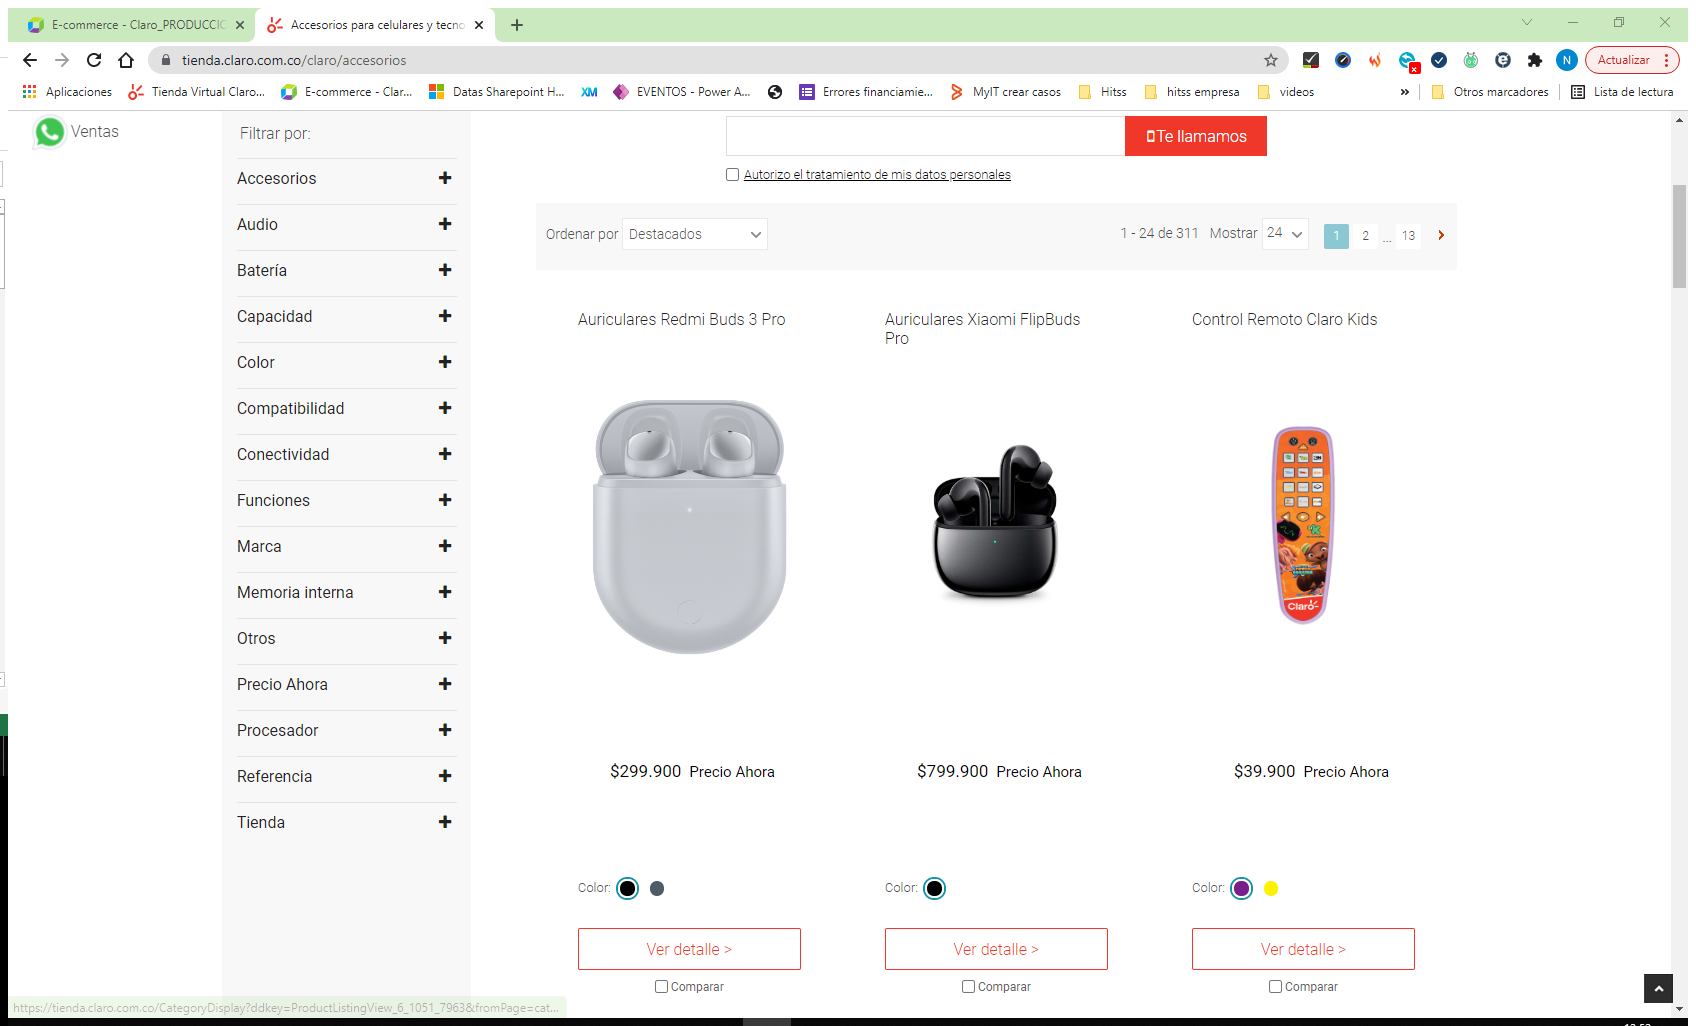 E-commerce - Claro_PRODUCCIC
Accesorios para celulares y tecno
tienda.claro.com.co/claro/accesorios
N
Actualizar
Aplicaciones
Tienda Virtual Claro...
E-commerce - Clar...
Datas Sharepoint H...
XM
EVENTOS - Power A...
Errores financiamie...
MyIT crear casos
Hitss
hitss empresa
videos
»
Otros marcadores
Lista de lectura
Ventas
Filtrar por:
Accesorios
Audio
Batería
Capacidad
Color
Compatibilidad
Conectividad
Funciones
Marca
Memoria interna
Otros
Precio Ahora
Procesador
Referencia
Tienda
Te llamamos
Autorizo el tratamiento de mis datos personales
Ordenar por Destacados
1 - 24 de 311 Mostrar 24 1 2 ... 13
Auriculares Redmi Buds 3 Pro
Auriculares Xiaomi FlipBuds
Pro
Control Remoto Claro Kids
Claro
$299.900 Precio Ahora
$799.900 Precio Ahora
$39.900 Precio Ahora
Color:
Color:
Color:
Ver detalle >
Ver detalle >
Ver detalle >
Comparar
Comparar
Comparar
https://tienda.claro.com.co/CategoryDisplay?ddkey=ProductListingView_6_1051_7963&fromPage=cat...